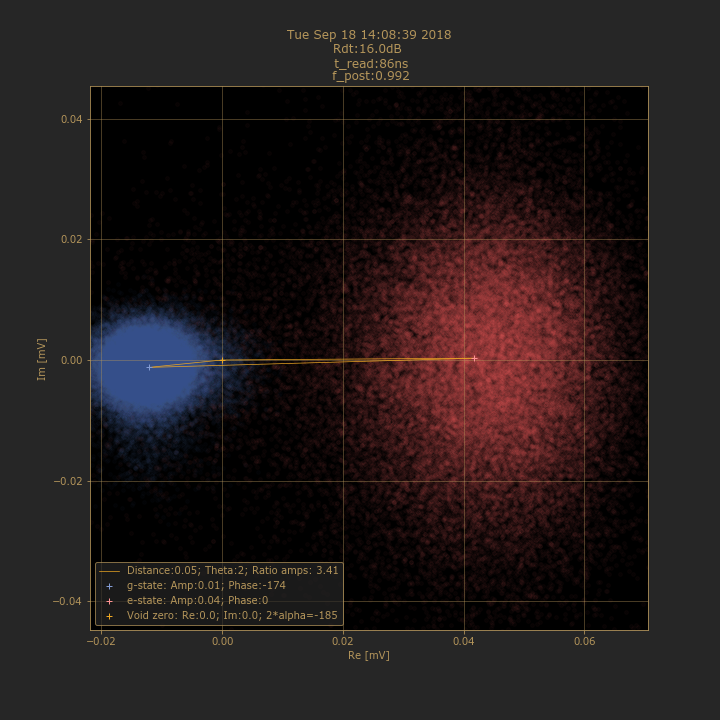 Tue Sep 18 14:08:39 2018
Rdt:16.0dB
t_read:86ns
f_post:0.992
0.04
0.02
0.00
−0.02
−0.04
Im [mV]
Distance:0.05; Theta:2; Ratio amps: 3.41
g-state: Amp:0.01; Phase:-174
e-state: Amp:0.04; Phase:0
Void zero: Re:0.0; Im:0.0; 2*alpha=-185
−0.02 0.00 0.02 0.04 0.06
Re [mV]